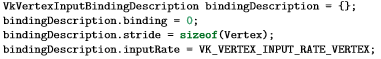 VkVertexInputBindingDescription bindingDescription = {};
bindingDescription.binding = 0;
bindingDescription.stride = sizeof(Vertex);
bindingDescription.inputRate = VK_VERTEX_INPUT_RATE_VERTEX;